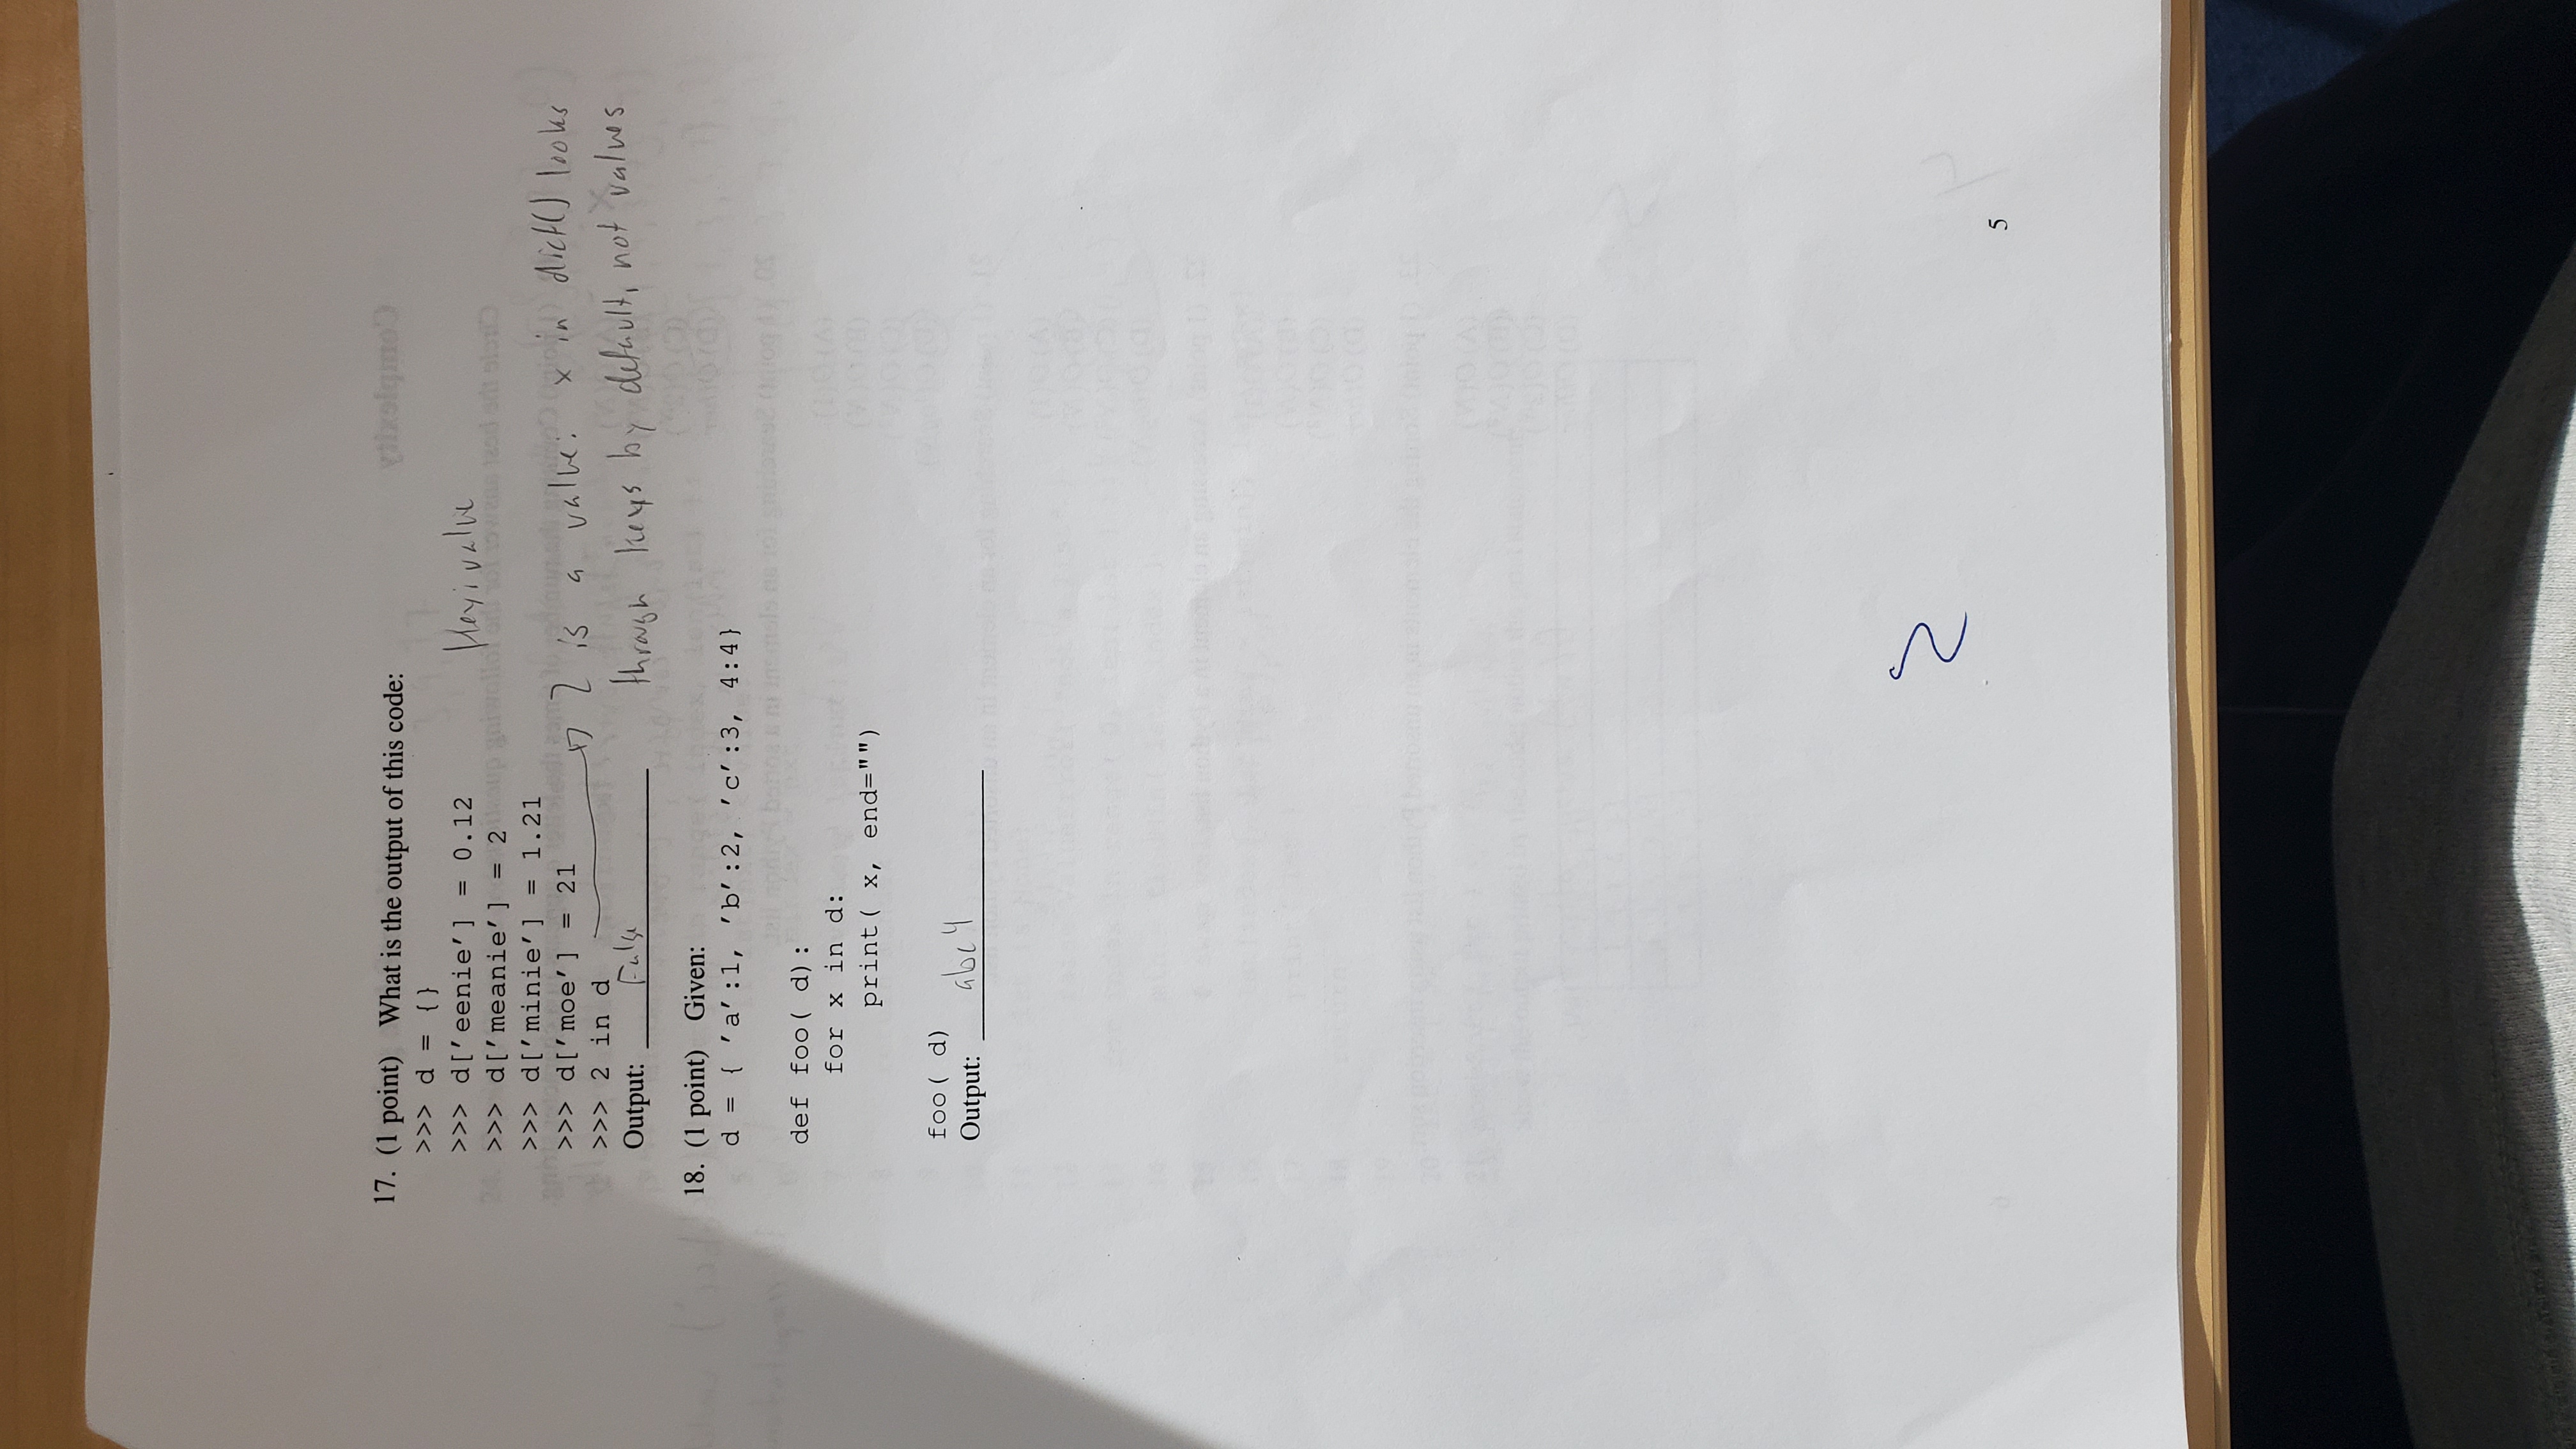 17. (1 point) What is the output of this code:
>>> d = {}
>>> d['eenie'] = 0.12
key: value
>>> d['meanie'] = 2
>>> d['minie'] = 1.21
>>> d['moe'] = 21
>>> 2 in d
2 is a value. x in dict() looks
through keys by default, not values
Output: False
18. (1 point) Given:
d = { 'a':1, 'b':2, 'c':3, 4:4}
def foo( d):
for x in d:
print( x, end="")
foo( d)
Output: abc4
2
5